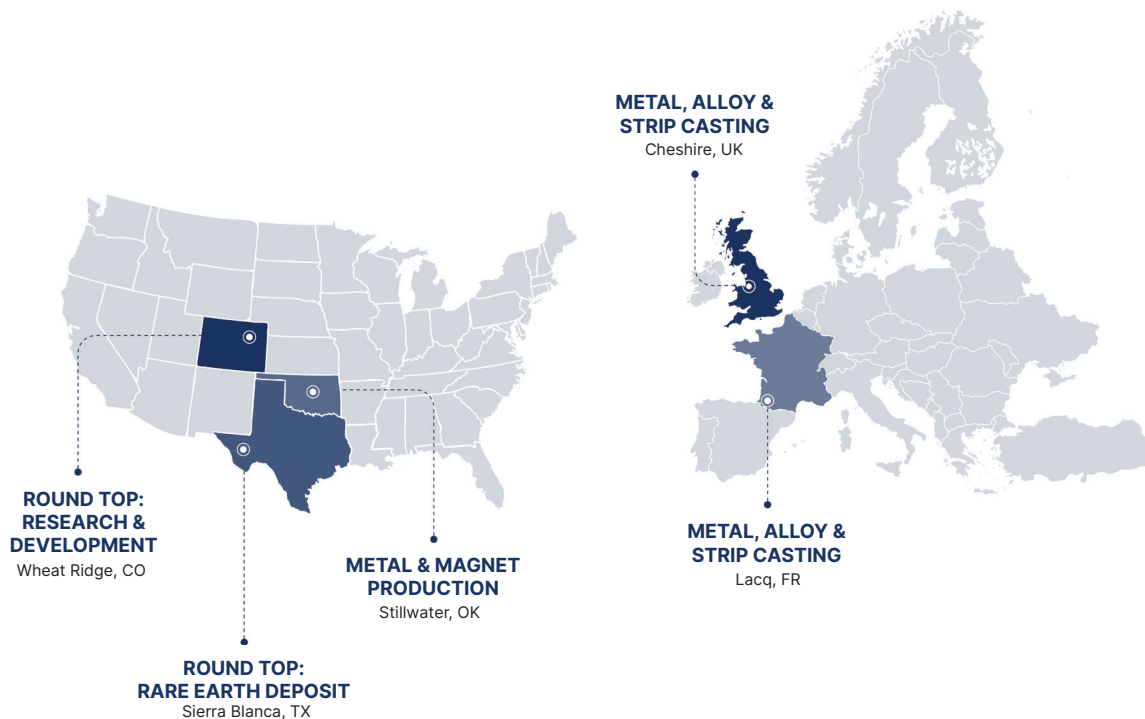 METAL, ALLOY &
STRIP CASTING
Cheshire, UK
ROUND TOP:
RESEARCH &
DEVELOPMENT
Wheat Ridge, CO
METAL & MAGNET
PRODUCTION
Stillwater, OK
ROUND TOP:
RARE EARTH DEPOSIT
Sierra Blanca, TX
METAL, ALLOY &
STRIP CASTING
Lacq, FR